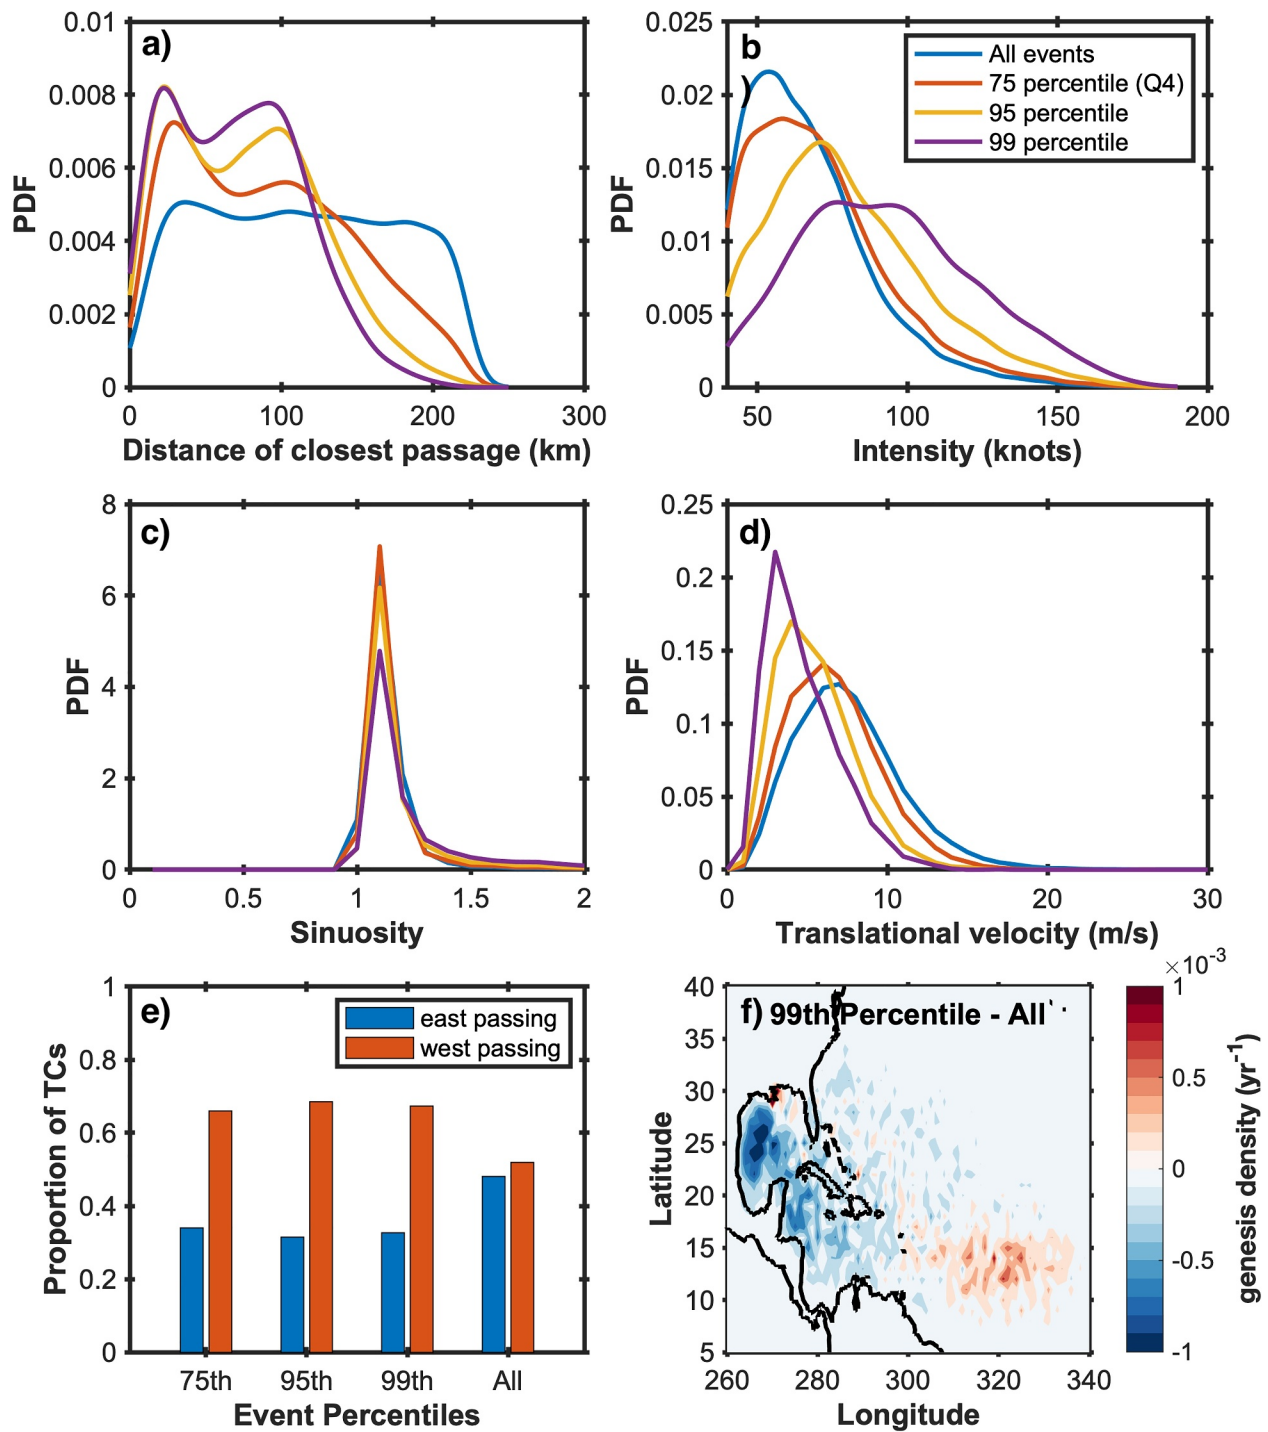 a)
0.01
0.008
0.006
0.004
0.002
0
0
100
200
300
PDF
Distance of closest passage (km)
b
)
All events
75 percentile (Q4)
95 percentile
99 percentile
0.025
0.02
0.015
0.01
0.005
0
50
100
150
200
PDF
Intensity (knots)
c)
8
6
4
2
0
0
0.5
1
1.5
2
PDF
Sinuosity
d)
0.25
0.2
0.15
0.1
0.05
0
0
10
20
30
PDF
Translational velocity (m/s)
e)
east passing
west passing
1
0.8
0.6
0.4
0.2
0
75th
95th
99th
All
Proportion of TCs
Event Percentiles
f) 99th Percentile - All
40
35
30
25
20
15
10
5
260
280
300
320
340
Latitude
Longitude
×10⁻³
1
0.5
0
-0.5
-1
genesis density (yr⁻¹)